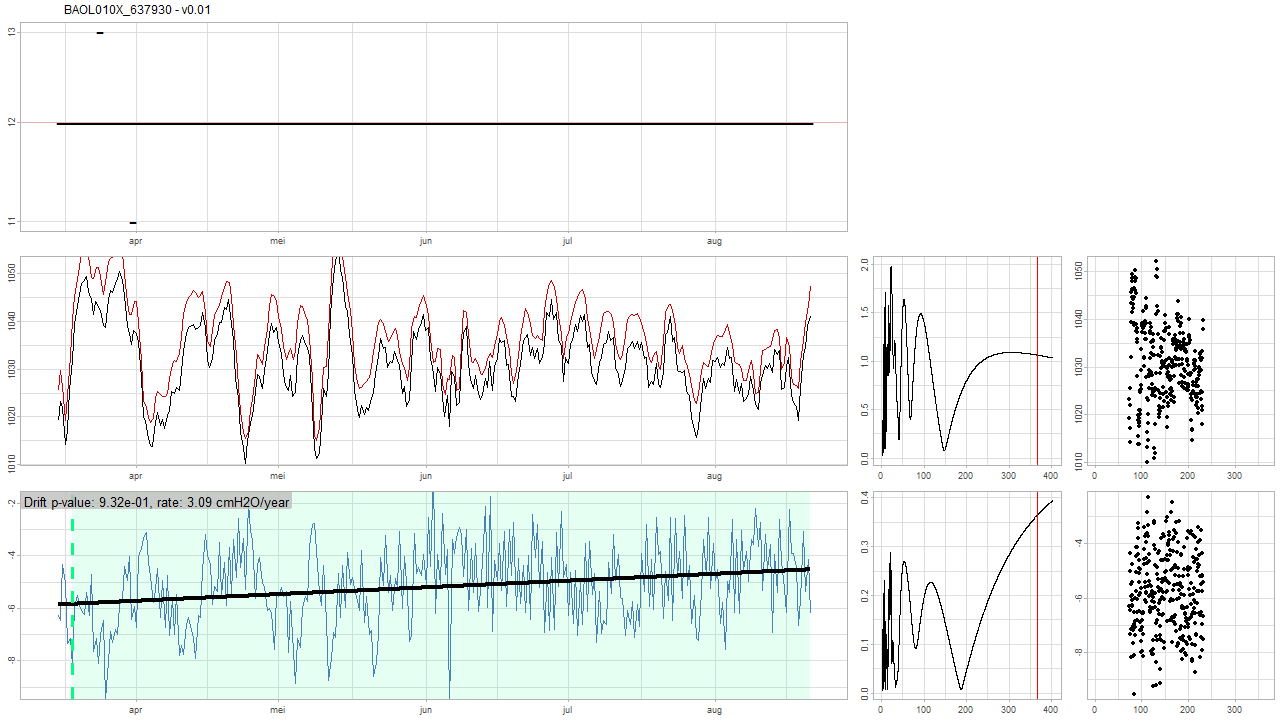 BAOL010X_637930 - v0.01
13
12
11
apr
mei
jun
jul
aug
1050
1040
1030
1020
1010
apr
mei
jun
jul
aug
2.0
1.5
1.0
0.5
0.0
0
100
200
300
400
1050
1040
1030
1020
1010
0
100
200
300
Drift p-value: 9.32e-01, rate: 3.09 cmH2O/year
-2
-4
-6
-8
apr
mei
jun
jul
aug
0.4
0.3
0.2
0.1
0.0
0
100
200
300
400
-4
-6
-8
0
100
200
300